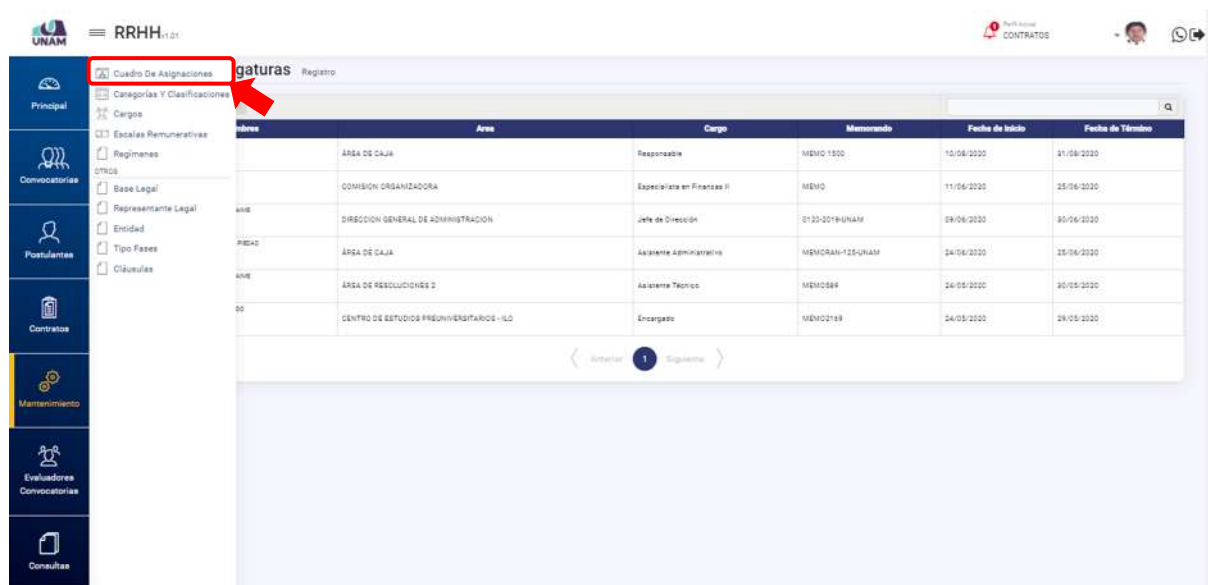 UNAM
RRHH v1.01
Perfil Actual
CONTRATOS
Principal
Convocatorias
Postulantes
Contratos
Mantenimiento
Evaluadores
Convocatorias
Consultas
Cuadro De Asignaciones
Categorías Y Clasificaciones
Cargos
Escalas Remunerativas
Regimenes
OTROS
Base Legal
Representante Legal
Entidad
Tipo Fases
Cláusulas
gaturas Registro
mbres Area Cargo Memorando Fecha de Inicio Fecha de Término
ÁREA DE CAJA Responsable MEMO 1500 10/08/2020 31/08/2020
COMISION ORGANIZADORA Especialista en Finanzas II MEMO 11/06/2020 25/06/2020
DIRECCION GENERAL DE ADMINISTRACION Jefe de Dirección 0120-2019-UNAM 09/06/2020 30/06/2020
ÁREA DE CAJA Asistente Administrativo MEMORAN-125-UNAM 24/06/2020 25/06/2020
ÁREA DE RESOLUCIONES 2 Asistente Técnico 24/05/2020 30/05/2020
CENTRO DE ESTUDIOS PREUNIVERSITARIOS - ILO Encargado MEMO2169 24/05/2020 29/05/2020
Anterior 1 Siguiente